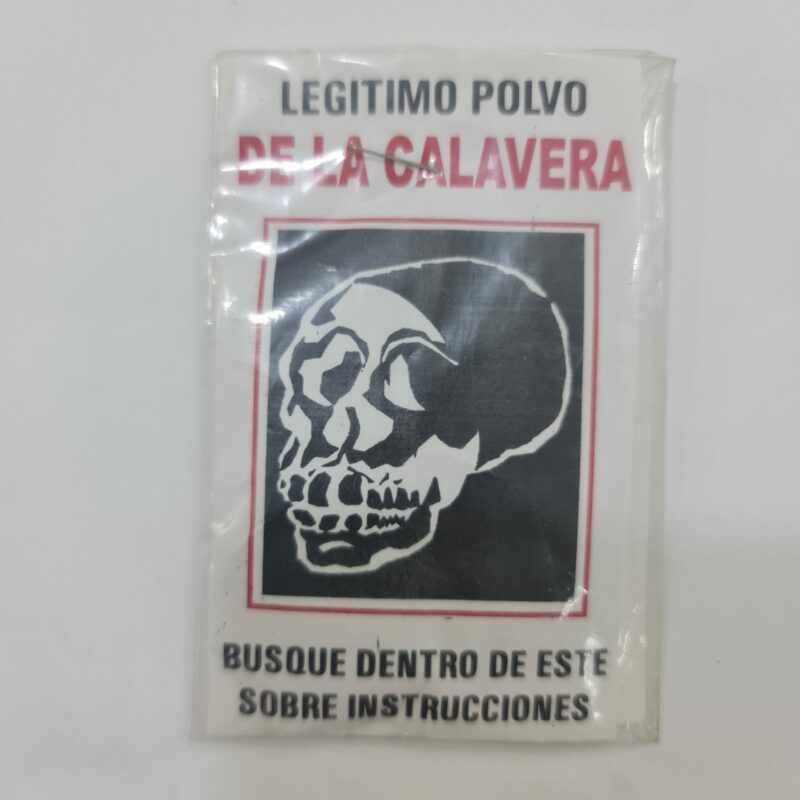 LEGITIMO POLVO
DE LA CALAVERA
BUSQUE DENTRO DE ESTE
SOBRE INSTRUCCIONES